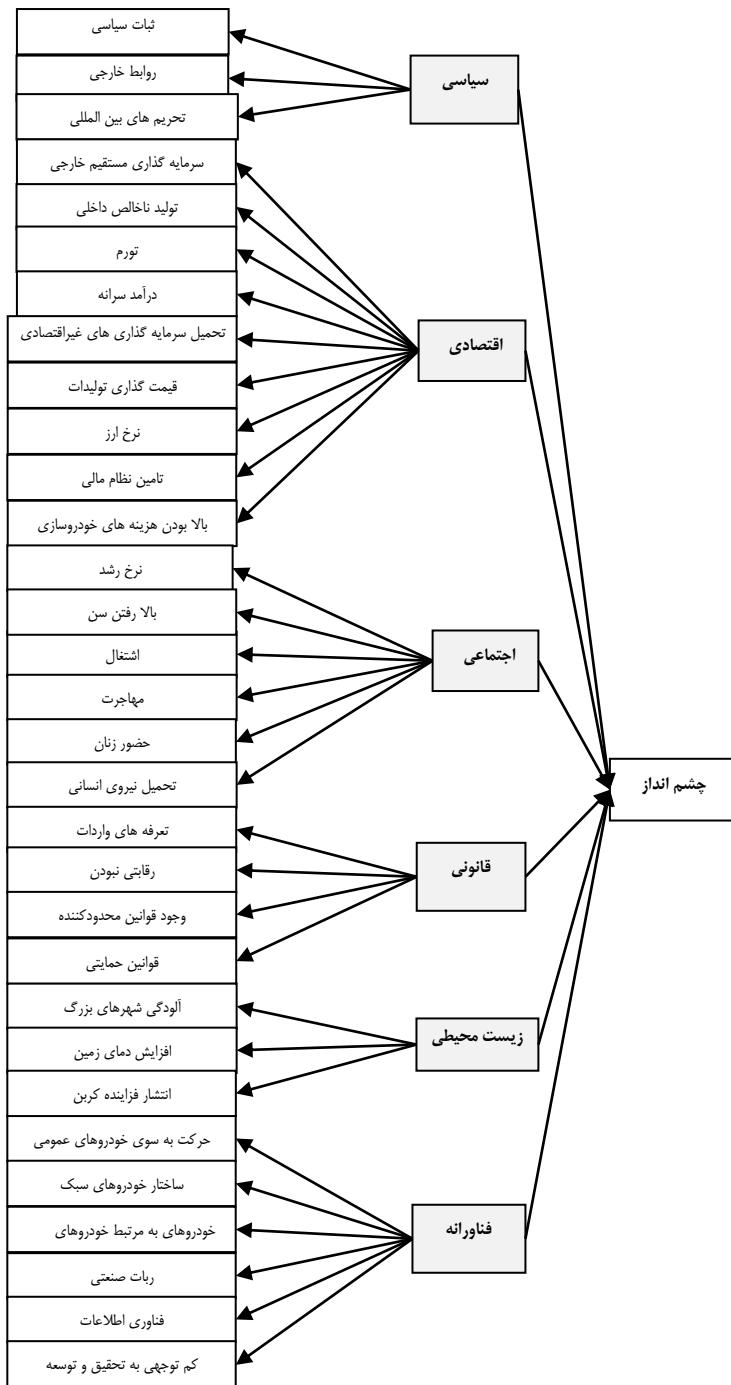 چشم انداز
سیاسی
ثبات سیاسی
روابط خارجی
تحریم های بین المللی
اقتصادی
سرمایه گذاری مستقیم خارجی
تولید ناخالص داخلی
تورم
درآمد سرانه
تحمیل سرمایه گذاری های غیراقتصادی
قیمت گذاری تولیدات
نرخ ارز
تامین نظام مالی
بالا بودن هزینه های خودروسازی
اجتماعی
نرخ رشد
بالا رفتن سن
اشتغال
مهاجرت
حضور زنان
تحمیل نیروی انسانی
قانونی
تعرفه های واردات
رقابتی نبودن
وجود قوانین محدودکننده
قوانین حمایتی
زیست محیطی
آلودگی شهرهای بزرگ
افزایش دمای زمین
انتشار فزاینده کربن
فناورانه
حرکت به سوی خودروهای عمومی
ساختار خودروهای سبک
خودروهای به مرتبط خودروهای
ربات صنعتی
فناوری اطلاعات
کم توجهی به تحقیق و توسعه